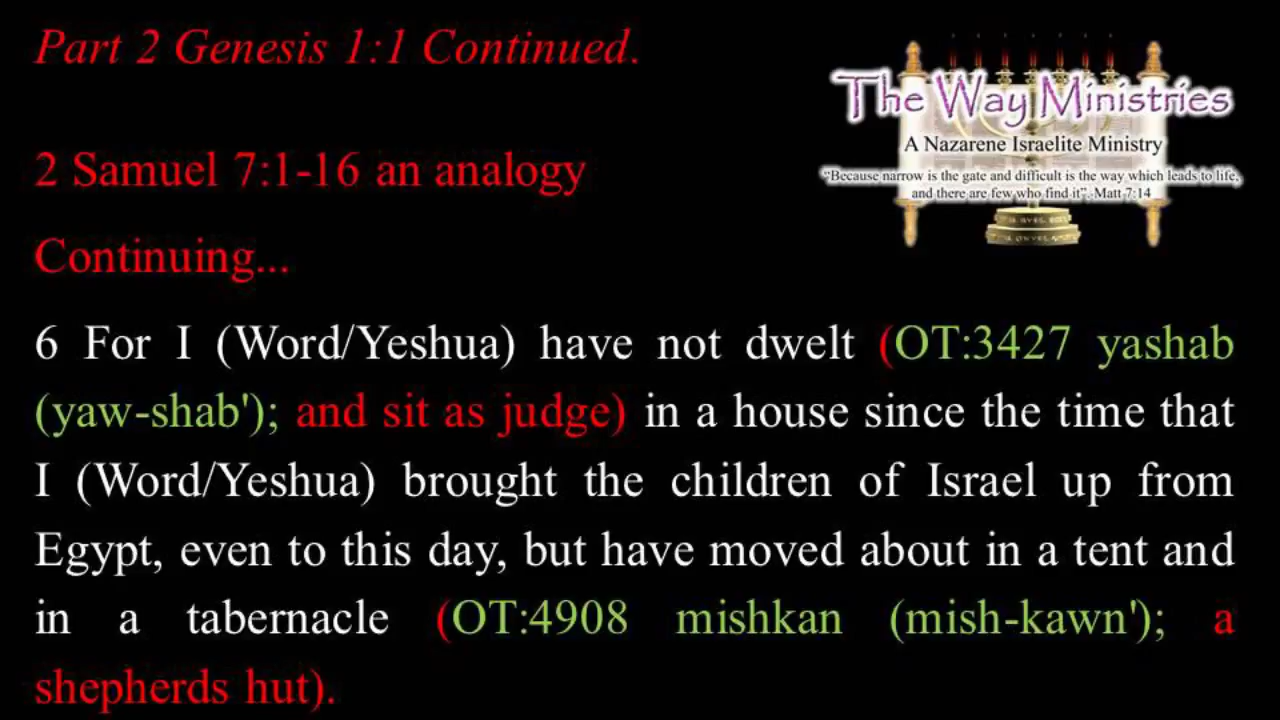 Part 2 Genesis 1:1 Continued.
The Way Ministries
A Nazarene Israelite Ministry
"Because narrow is the gate and difficult is the way which leads to life,
and there are few who find it". Matt 7:14
2 Samuel 7:1-16 an analogy
Continuing...
6 For I (Word/Yeshua) have not dwelt (OT:3427 yashab
(yaw-shab'); and sit as judge) in a house since the time that
I (Word/Yeshua) brought the children of Israel up from
Egypt, even to this day, but have moved about in a tent and
in a tabernacle (OT:4908 mishkan (mish-kawn'); a
shepherds hut).